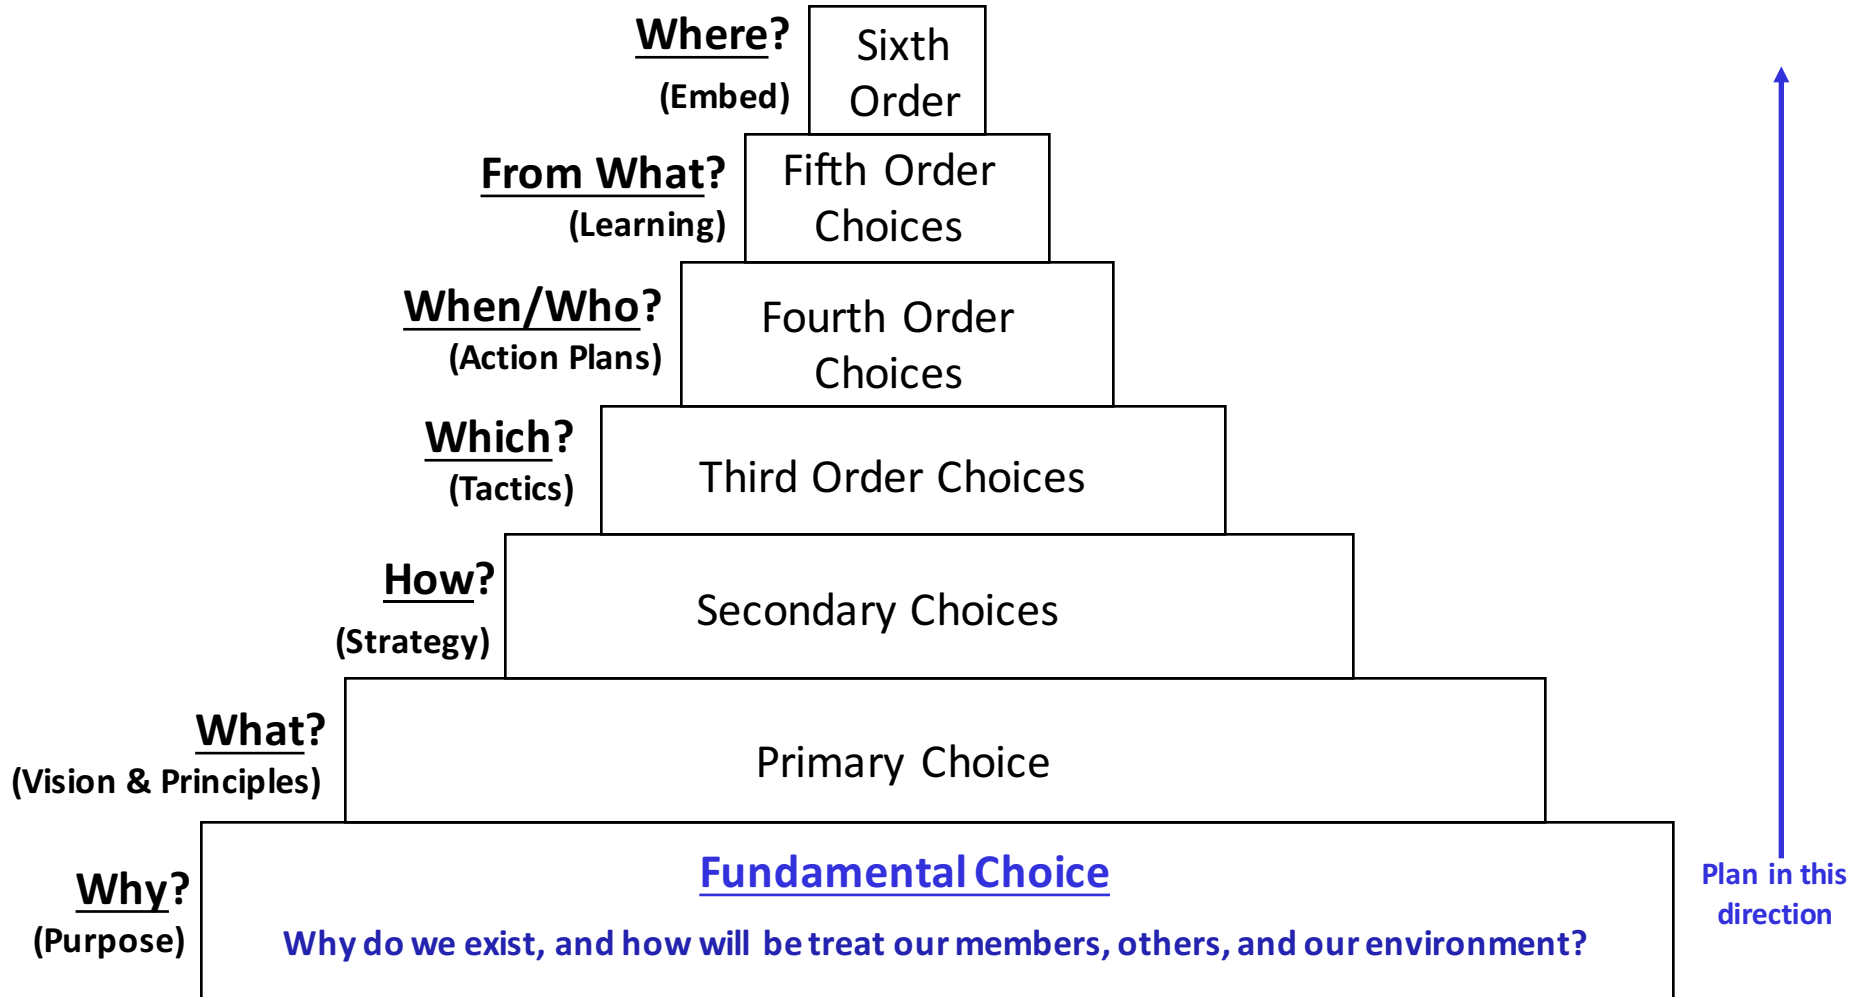 Where?
(Embed)
Sixth
Order
From What?
(Learning)
Fifth Order
Choices
When/Who?
(Action Plans)
Fourth Order
Choices
Which?
(Tactics)
Third Order Choices
How?
(Strategy)
Secondary Choices
What?
(Vision & Principles)
Primary Choice
Why?
(Purpose)
Fundamental Choice
Why do we exist, and how will be treat our members, others, and our environment?
Plan in this
direction